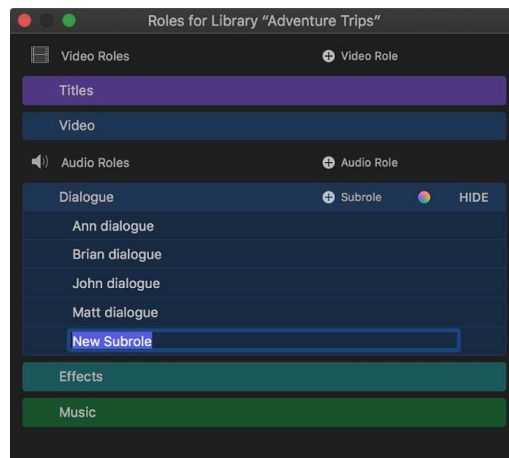 Roles for Library “Adventure Trips”
Video Roles Video Role
Titles
Video
Audio Roles Audio Role
Dialogue Subrole HIDE
Ann dialogue
Brian dialogue
John dialogue
Matt dialogue
New Subrole
Effects
Music